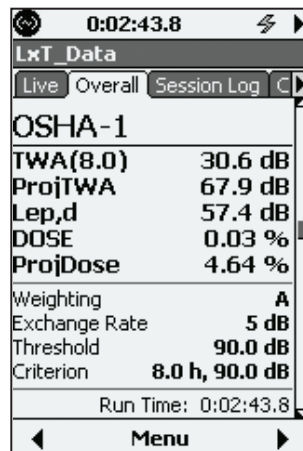 0:02:43.8
LxT_Data
Live Overall Session Log C
OSHA-1
TWA(8.0) 30.6 dB
ProjTWA 67.9 dB
Lep,d 57.4 dB
DOSE 0.03 %
ProjDose 4.64 %
Weighting A
Exchange Rate 5 dB
Threshold 90.0 dB
Criterion 8.0 h, 90.0 dB
Run Time: 0:02:43.8
Menu